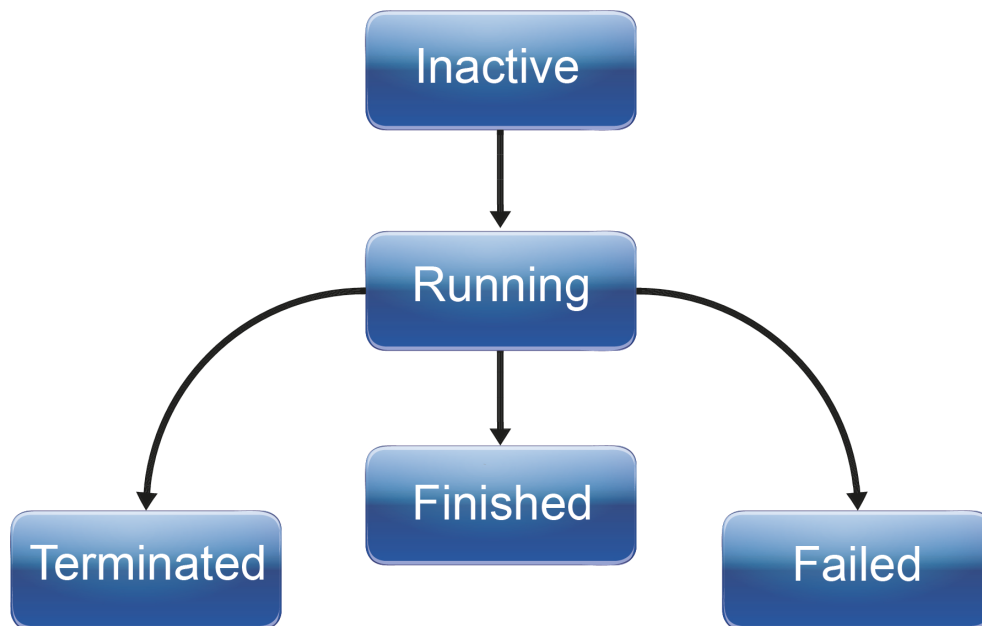 Inactive
Running
Finished
Terminated
Failed